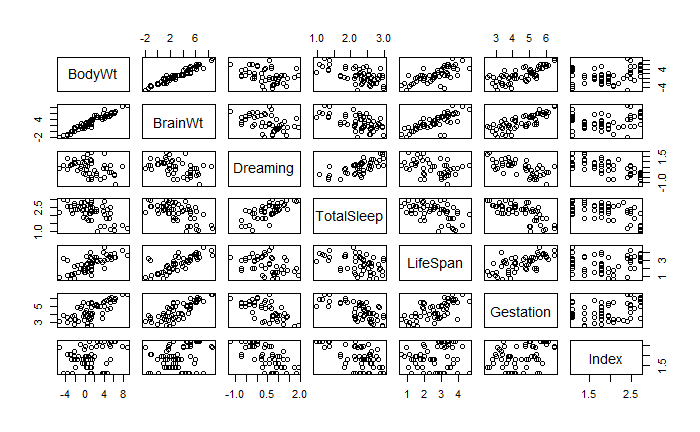 -2 2 6
1.0 2.0 3.0
3 4 5 6
BodyWt
-4 4
-2 4
BrainWt
Dreaming
-1.0 1.5
1.0 2.5
TotalSleep
LifeSpan
1 3
3 5
Gestation
Index
1.5
-4 0 4 8
-1.0 0.5 2.0
1 2 3 4
1.5 2.5